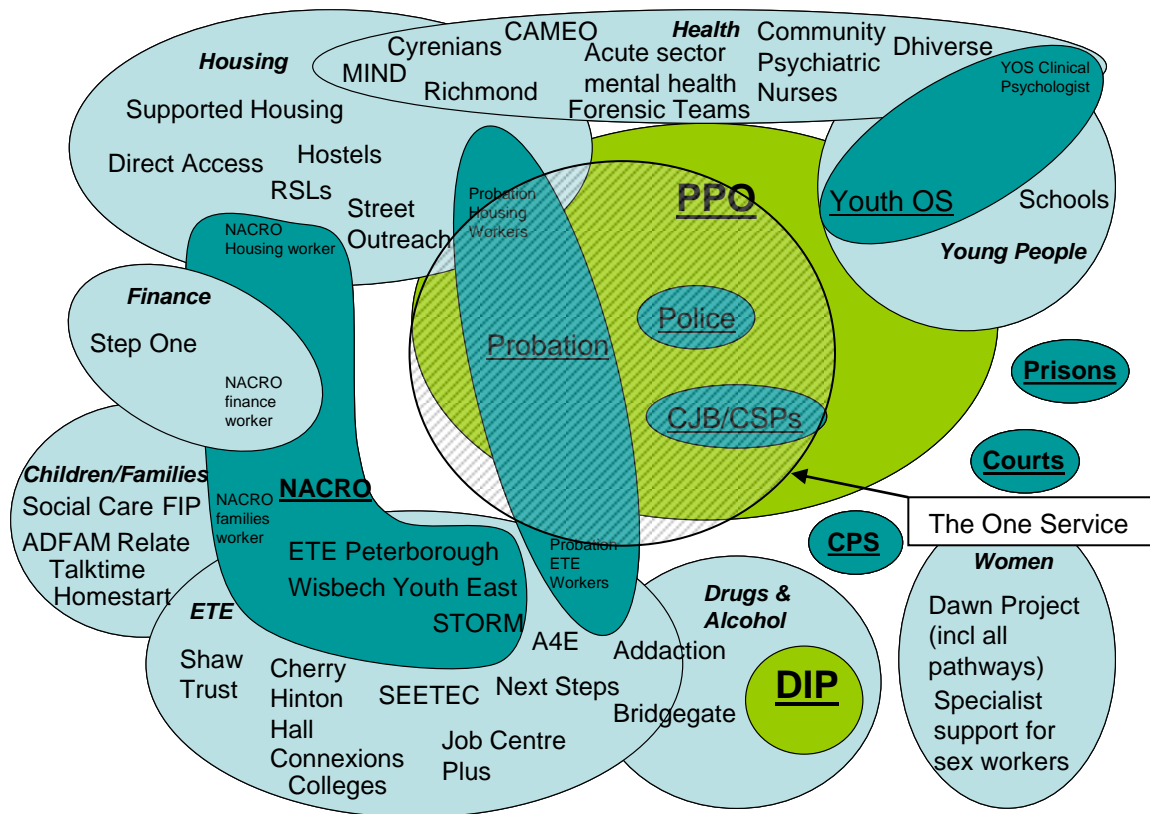 Housing
Supported Housing
Direct Access
Hostels
RSLs
Street
Outreach
MIND
Cyrenians
CAMEO
Richmond
Health
Acute sector
mental health
Forensic Teams
Community
Psychiatric
Nurses
Dhiverse
YOS Clinical
Psychologist
Youth OS
Schools
Young People
PPO
Probation
Housing
Workers
Probation
Police
CJB/CSPs
Probation
ETE
Workers
NACRO
Housing worker
Finance
Step One
NACRO
finance
worker
Children/Families
Social Care FIP
ADFAM Relate
Talktime
Homestart
NACRO
families
worker
NACRO
ETE Peterborough
Wisbech Youth East
STORM
ETE
Shaw
Trust
Cherry
Hinton
Hall
Connexions
Colleges
SEETEC
A4E
Next Steps
Job Centre
Plus
Drugs &
Alcohol
Addaction
Bridgegate
DIP
Prisons
Courts
CPS
The One Service
Women
Dawn Project
(incl all
pathways)
Specialist
support for
sex workers